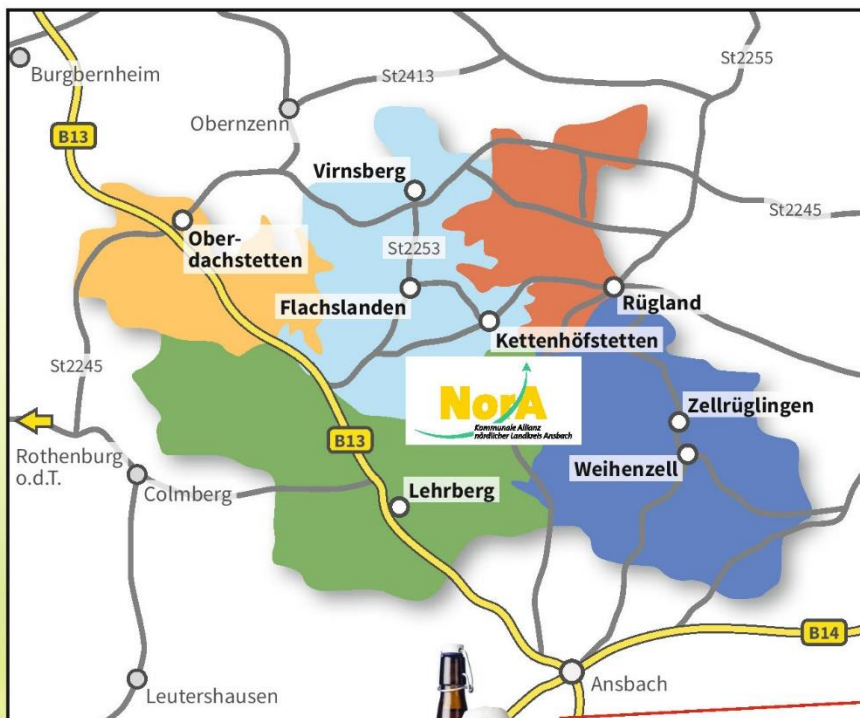 Burgbernheim
St2413
St2255
Obernzenn
B13
Virnsberg
St2245
Ober-
dachstetten
St2253
Flachslanden
Rügland
Kettenhöfstetten
St2245
NorA
Kommunale Allianz
nördlicher Landkreis Ansbach
Zellrüglingen
B13
Weihenzell
Rothenburg
o.d.T.
Colmberg
Lehrberg
B14
Ansbach
Leutershausen